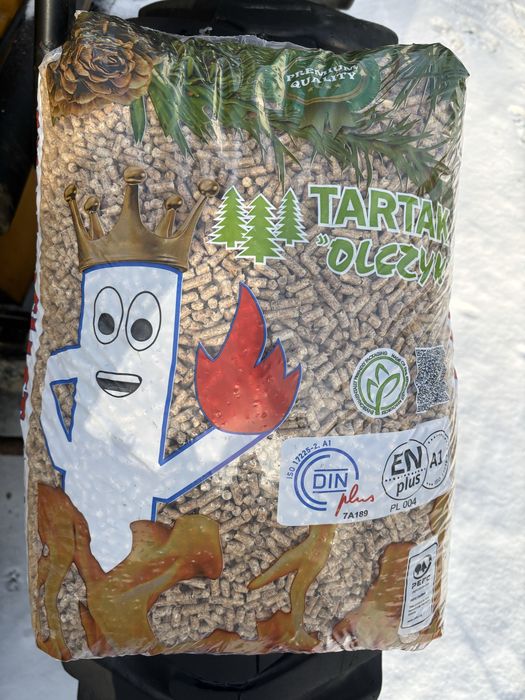 PREMIUM
QUALITY
TARTAK
"OLCZYK
ISO 17225-2, A1
DIN
plus
7A189
EN
plus
A1
PL 004
PEFC